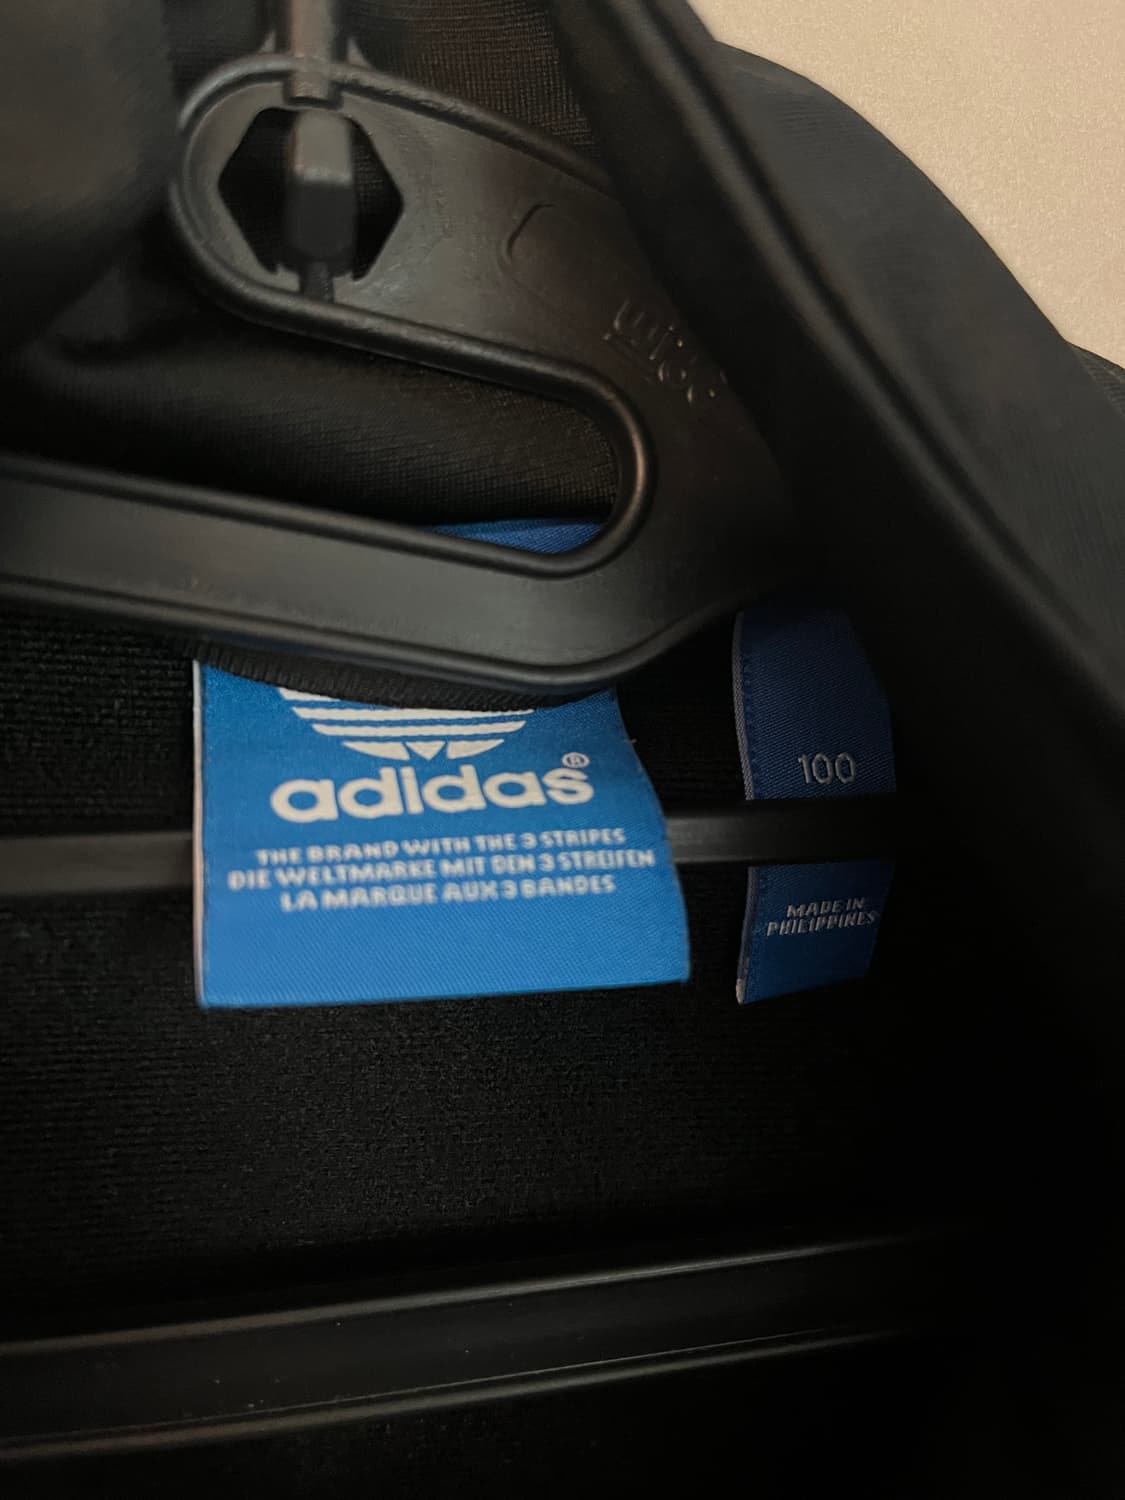 adidas®
THE BRAND WITH THE 3 STRIPES
DIE WELTMARKE MIT DEN 3 STREIFEN
LA MARQUE AUX 3 BANDES
100
MADE IN
PHILIPPINES